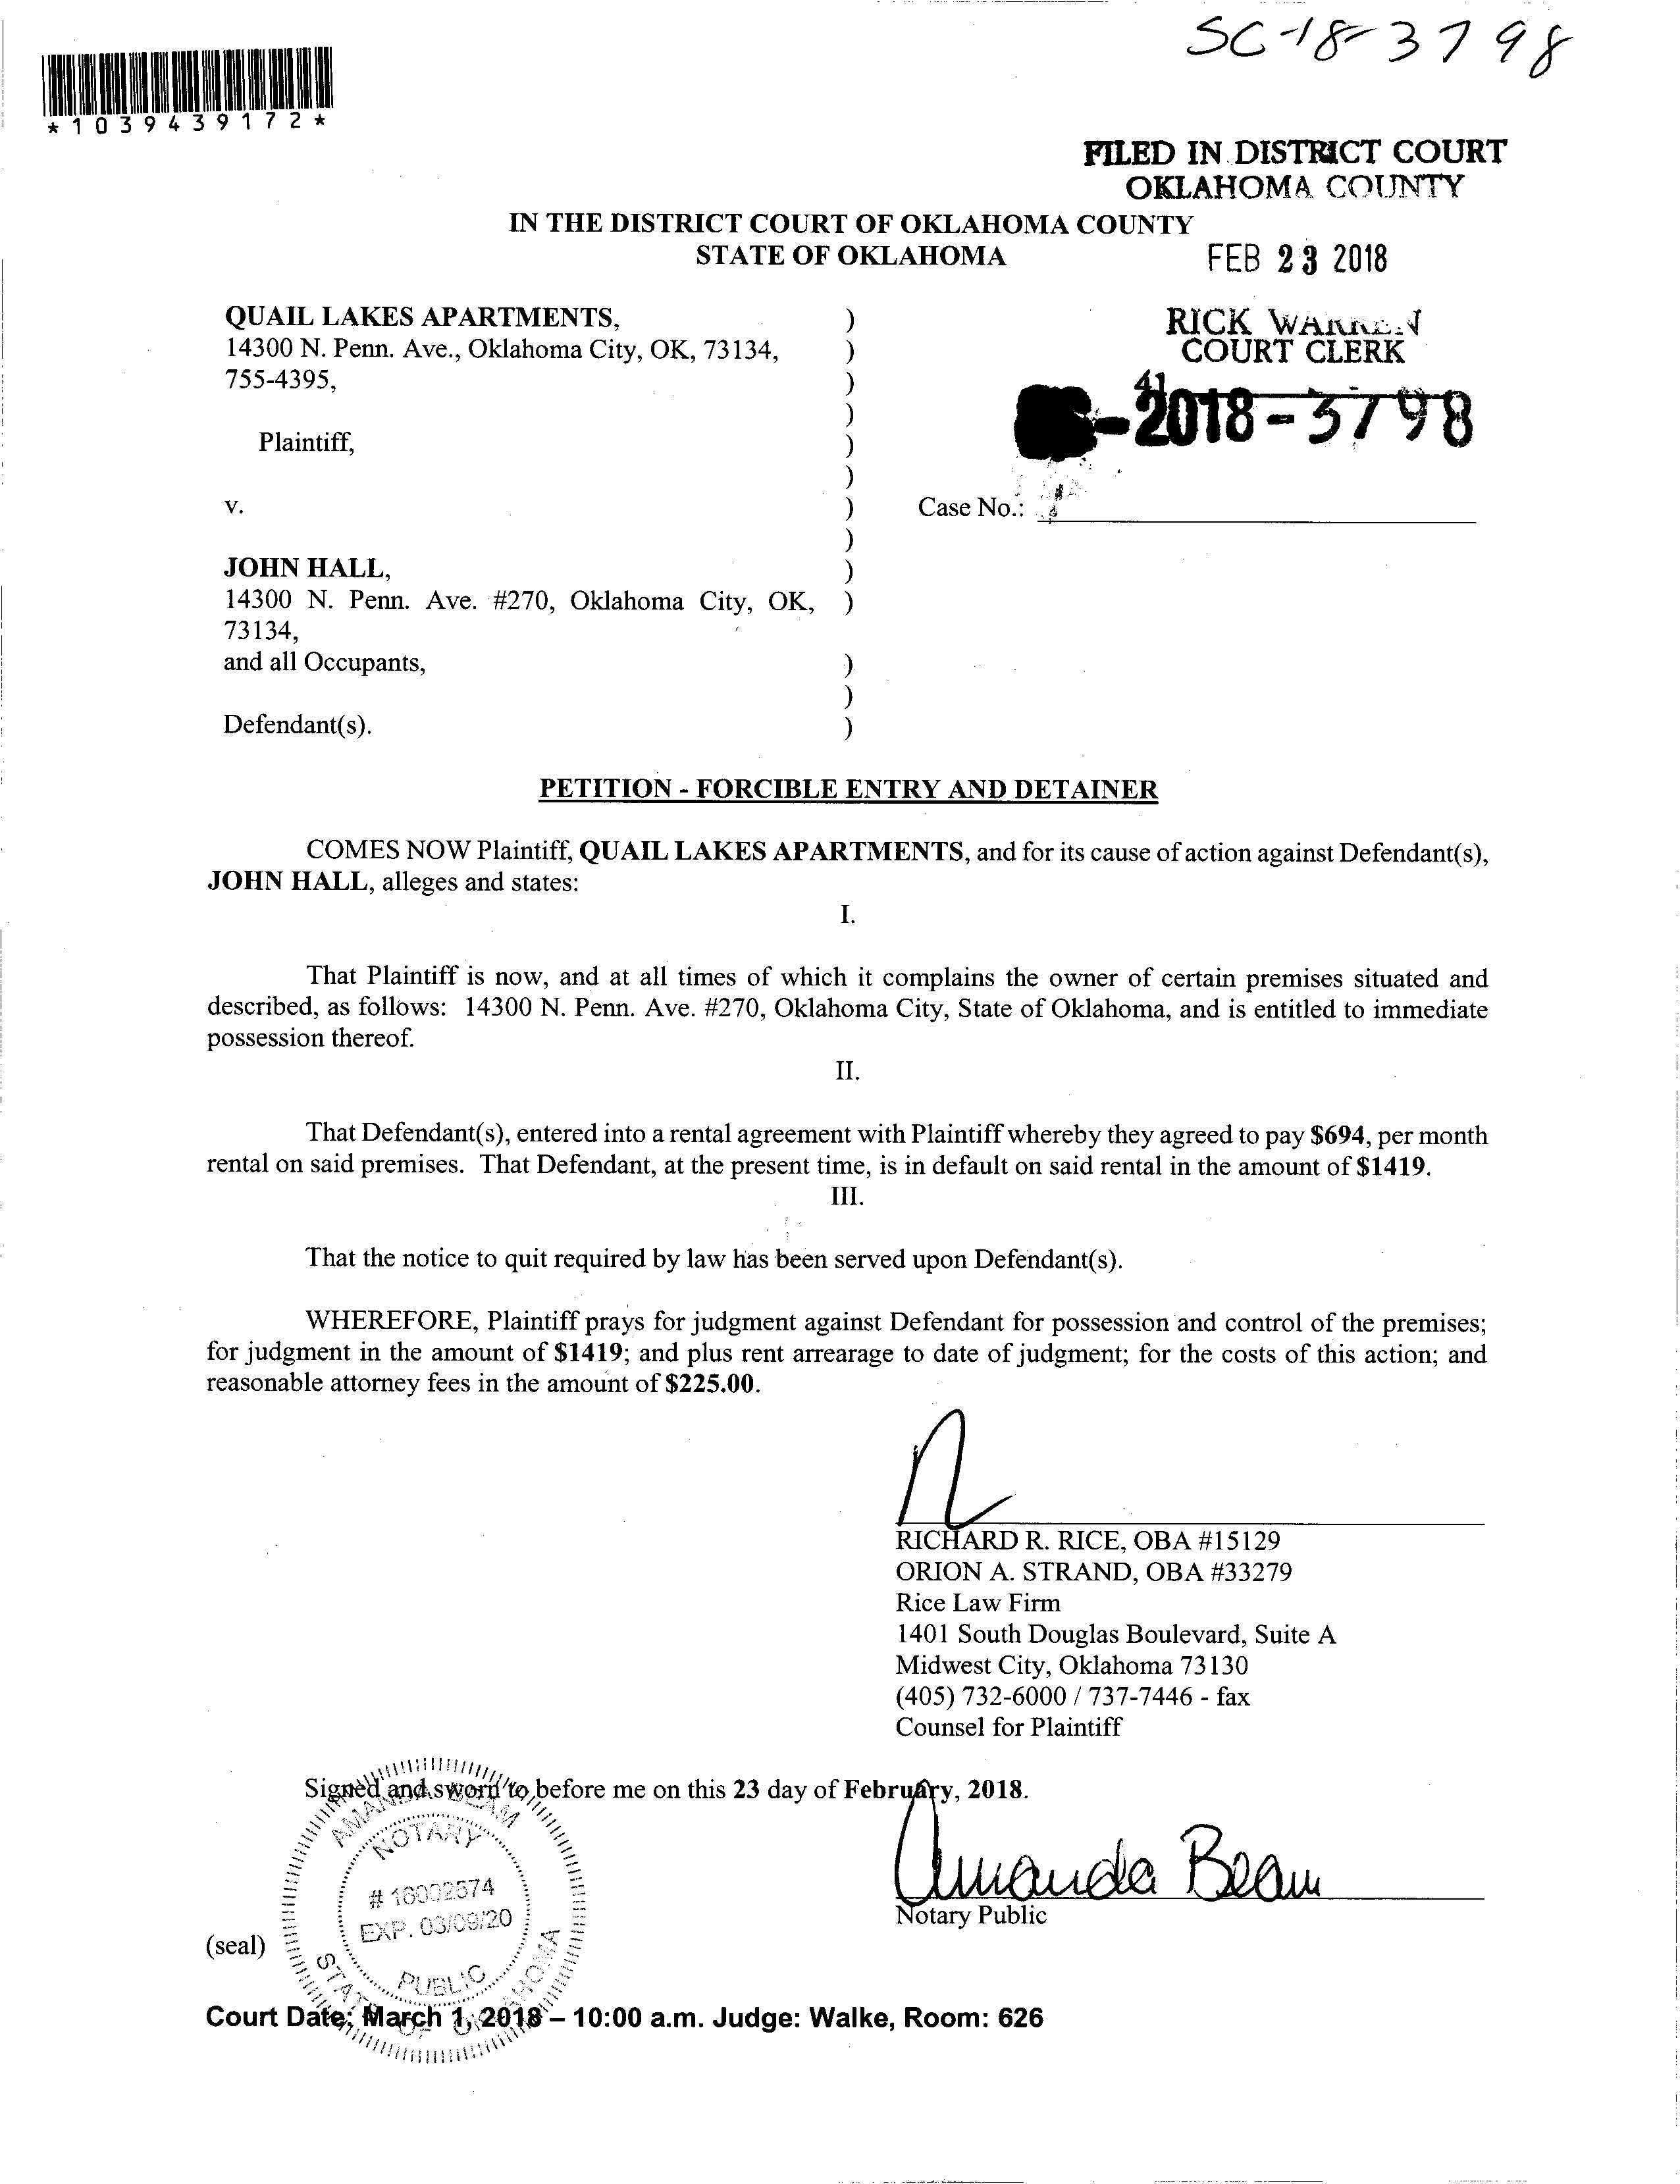 SC-18-3798
*1039439172*
FILED IN DISTRICT COURT
OKLAHOMA COUNTY
IN THE DISTRICT COURT OF OKLAHOMA COUNTY
STATE OF OKLAHOMA
FEB 23 2018
QUAIL LAKES APARTMENTS, )
14300 N. Penn. Ave., Oklahoma City, OK, 73134, )
755-4395, )
)
Plaintiff, )
)
v. )
)
JOHN HALL, )
14300 N. Penn. Ave. #270, Oklahoma City, OK, )
73134,
and all Occupants, )
)
Defendant(s). )
RICK WARREN
COURT CLERK
41
-2018-3798
Case No.:
PETITION - FORCIBLE ENTRY AND DETAINER
COMES NOW Plaintiff, QUAIL LAKES APARTMENTS, and for its cause of action against Defendant(s),
JOHN HALL, alleges and states:
I.
That Plaintiff is now, and at all times of which it complains the owner of certain premises situated and
described, as follows: 14300 N. Penn. Ave. #270, Oklahoma City, State of Oklahoma, and is entitled to immediate
possession thereof.
II.
That Defendant(s), entered into a rental agreement with Plaintiff whereby they agreed to pay $694, per month
rental on said premises. That Defendant, at the present time, is in default on said rental in the amount of $1419.
III.
That the notice to quit required by law has been served upon Defendant(s).
WHEREFORE, Plaintiff prays for judgment against Defendant for possession and control of the premises;
for judgment in the amount of $1419; and plus rent arrearage to date of judgment; for the costs of this action; and
reasonable attorney fees in the amount of $225.00.
RICHARD R. RICE, OBA #15129
ORION A. STRAND, OBA #33279
Rice Law Firm
1401 South Douglas Boulevard, Suite A
Midwest City, Oklahoma 73130
(405) 732-6000 / 737-7446 - fax
Counsel for Plaintiff
Signed and sworn to before me on this 23 day of February, 2018.
AMANDA BEAM
NOTARY
# 16002574
EXP. 03/09/20
PUBLIC
STATE OF OKLAHOMA
Amanda Beam
Notary Public
(seal)
Court Date: March 1, 2018 – 10:00 a.m. Judge: Walke, Room: 626